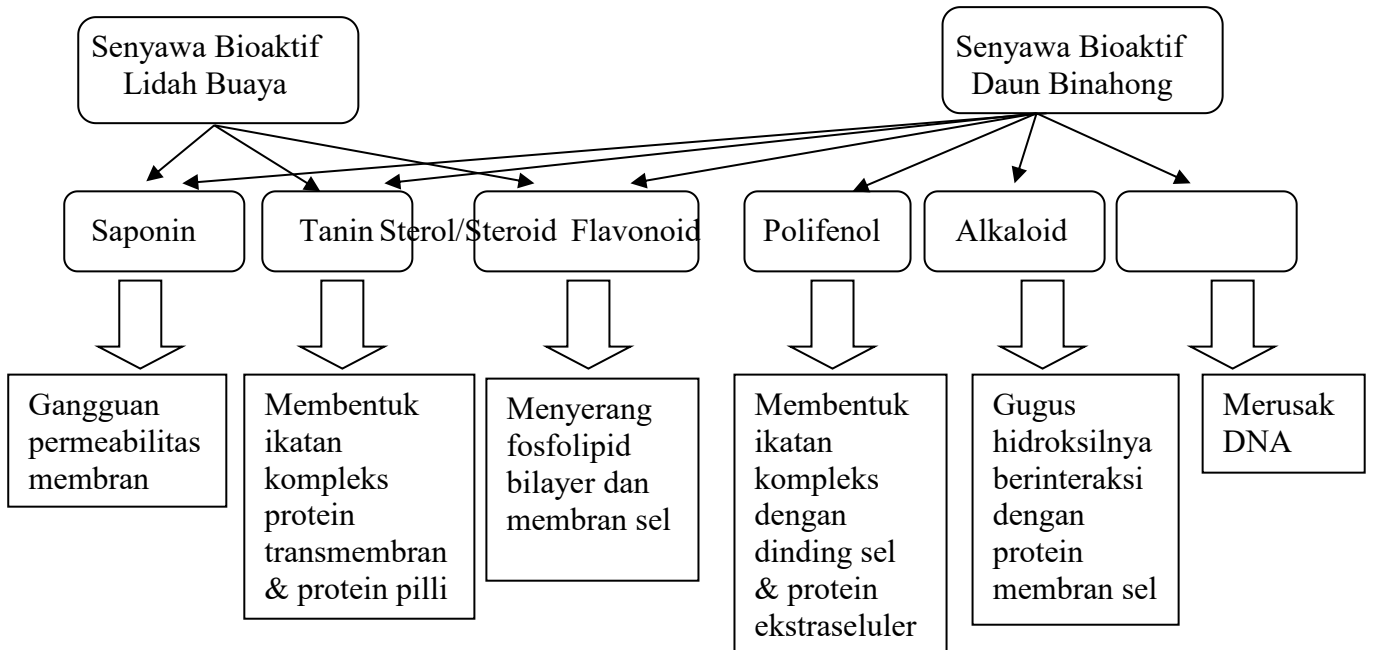 Senyawa Bioaktif
Lidah Buaya
Senyawa Bioaktif
Daun Binahong
Saponin
Tanin Sterol/Steroid Flavonoid
Polifenol
Alkaloid
Gangguan
permeabilitas
membran
Membentuk
ikatan
kompleks
protein
transmembran
& protein pilli
Menyerang
fosfolipid
bilayer dan
membran sel
Membentuk
ikatan
kompleks
dengan
dinding sel
& protein
ekstraseluler
Gugus
hidroksilnya
berinteraksi
dengan
protein
membran sel
Merusak
DNA